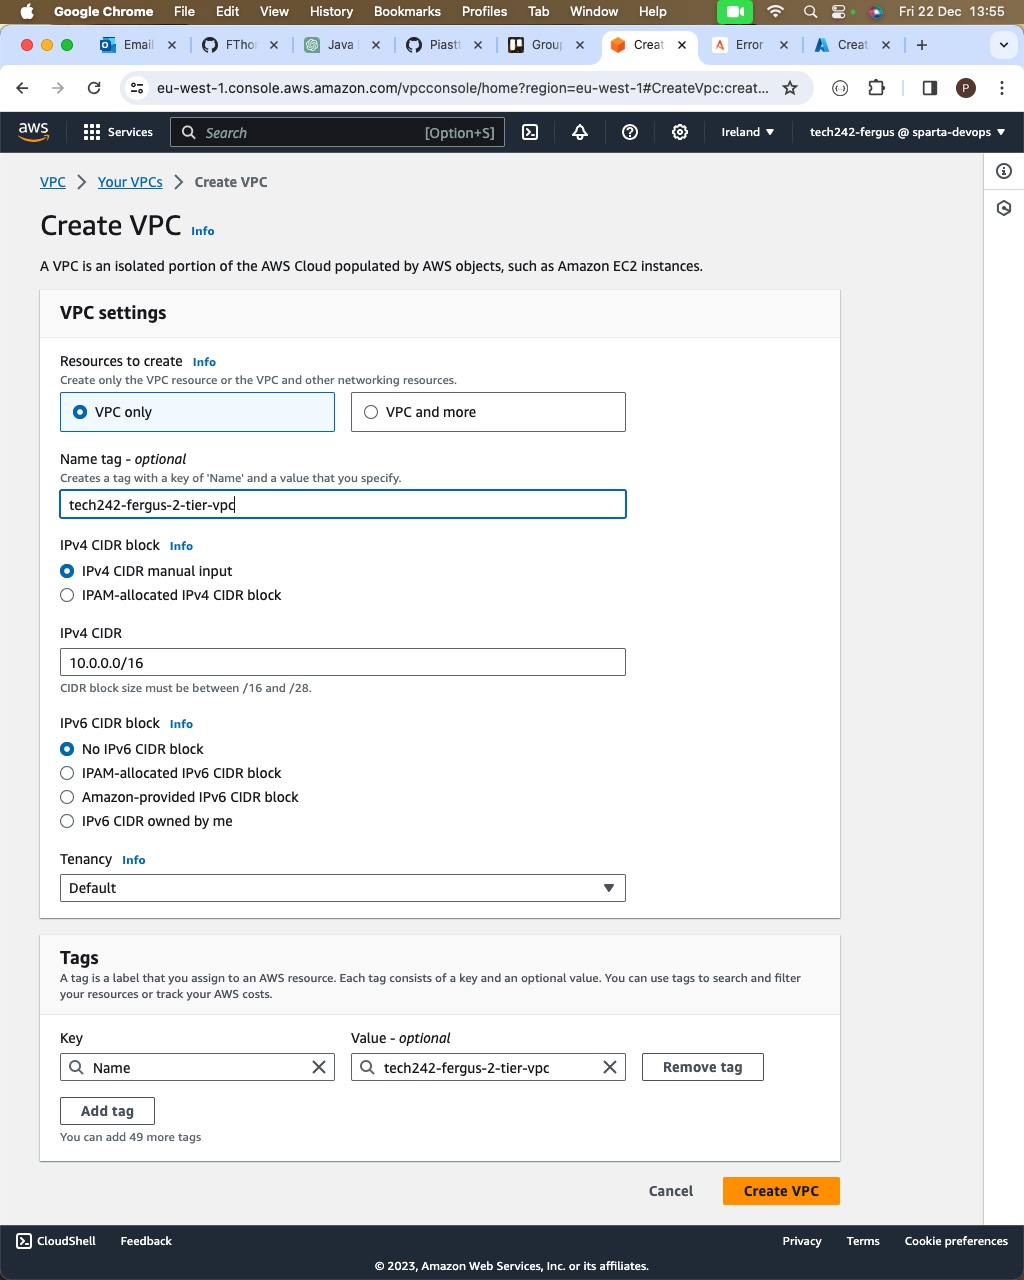 Google Chrome File Edit View History Bookmarks Profiles Tab Window Help Fri 22 Dec 13:55
Email FThor Java Piast Group Creat Error Creat
eu-west-1.console.aws.amazon.com/vpcconsole/home?region=eu-west-1#CreateVpc:creat... P
aws Services Search [Option+S] Ireland tech242-fergus @ sparta-devops
VPC Your VPCs Create VPC
Create VPC Info
A VPC is an isolated portion of the AWS Cloud populated by AWS objects, such as Amazon EC2 instances.
VPC settings
Resources to create Info
Create only the VPC resource or the VPC and other networking resources.
VPC only VPC and more
Name tag - optional
Creates a tag with a key of 'Name' and a value that you specify.
tech242-fergus-2-tier-vpc
IPv4 CIDR block Info
IPv4 CIDR manual input
IPAM-allocated IPv4 CIDR block
IPv4 CIDR
10.0.0.0/16
CIDR block size must be between /16 and /28.
IPv6 CIDR block Info
No IPv6 CIDR block
IPAM-allocated IPv6 CIDR block
Amazon-provided IPv6 CIDR block
IPv6 CIDR owned by me
Tenancy Info
Default
Tags
A tag is a label that you assign to an AWS resource. Each tag consists of a key and an optional value. You can use tags to search and filter
your resources or track your AWS costs.
Key Value - optional
Name tech242-fergus-2-tier-vpc Remove tag
Add tag
You can add 49 more tags
Cancel Create VPC
CloudShell Feedback Privacy Terms Cookie preferences
© 2023, Amazon Web Services, Inc. or its affiliates.